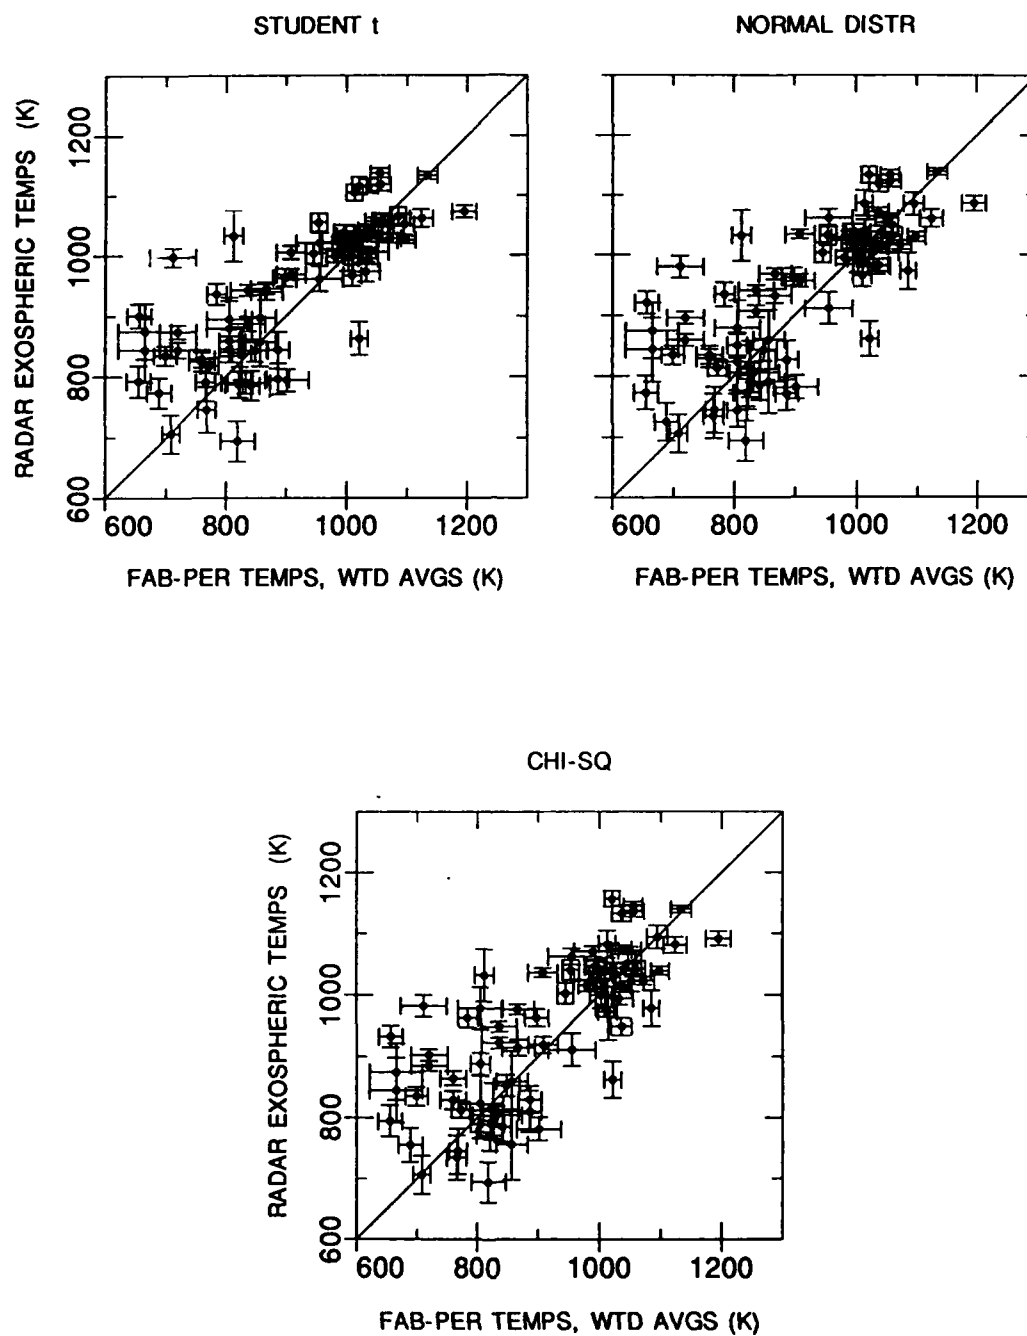 STUDENT t
NORMAL DISTR
RADAR EXOSPHERIC TEMPS (K)
1200
1000
800
600
600 800 1000 1200
600 800 1000 1200
FAB-PER TEMPS, WTD AVGS (K)
FAB-PER TEMPS, WTD AVGS (K)
CHI-SQ
RADAR EXOSPHERIC TEMPS (K)
1200
1000
800
600
600 800 1000 1200
FAB-PER TEMPS, WTD AVGS (K)